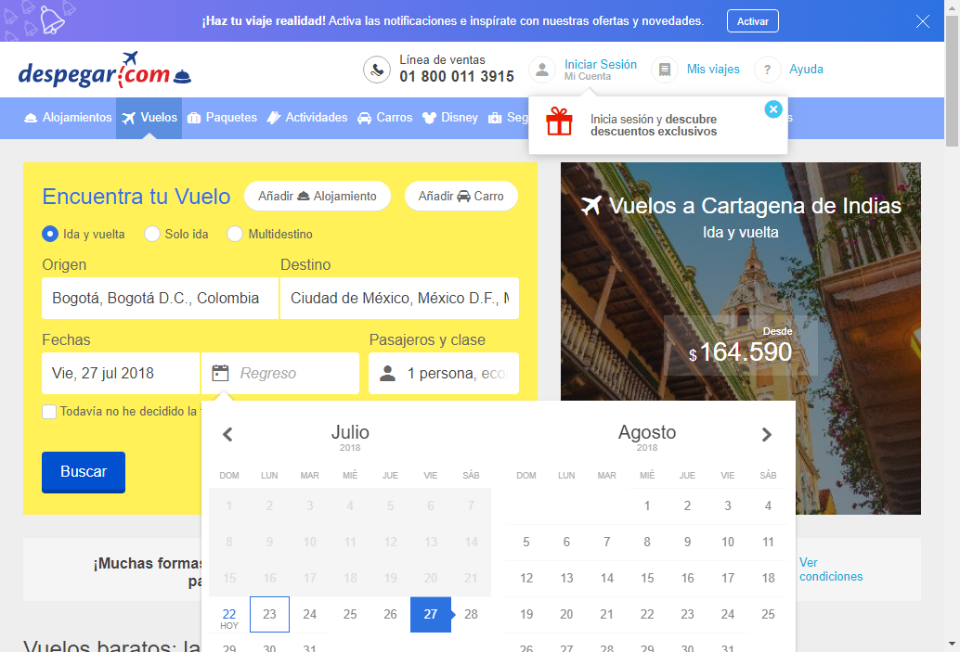 ¡Haz tu viaje realidad! Activa las notificaciones e inspírate con nuestras ofertas y novedades.
Activar
despegar.com
Línea de ventas
01 800 011 3915
Iniciar Sesión
Mi Cuenta
Mis viajes
?
Ayuda
Alojamientos
Vuelos
Paquetes
Actividades
Carros
Disney
Seg
s
Inicia sesión y descubre
descuentos exclusivos
Encuentra tu Vuelo
Añadir Alojamiento
Añadir Carro
Ida y vuelta
Solo ida
Multidestino
Origen
Destino
Bogotá, Bogotá D.C., Colombia
Ciudad de México, México D.F., M
Fechas
Pasajeros y clase
Vie, 27 jul 2018
Regreso
1 persona, eco
Todavía no he decidido la
Buscar
Vuelos a Cartagena de Indias
Ida y vuelta
Desde
$164.590
Julio
2018
DOM LUN MAR MIÉ JUE VIE SÁB
1 2 3 4 5 6 7
8 9 10 11 12 13 14
15 16 17 18 19 20 21
22 23 24 25 26 27 28
HOY
29 30 31
Agosto
2018
DOM LUN MAR MIÉ JUE VIE SÁB
1 2 3 4
5 6 7 8 9 10 11
12 13 14 15 16 17 18
19 20 21 22 23 24 25
26 27 28 29 30 31
¡Muchas formas
pa
Ver
condiciones
Vuelos baratos: la